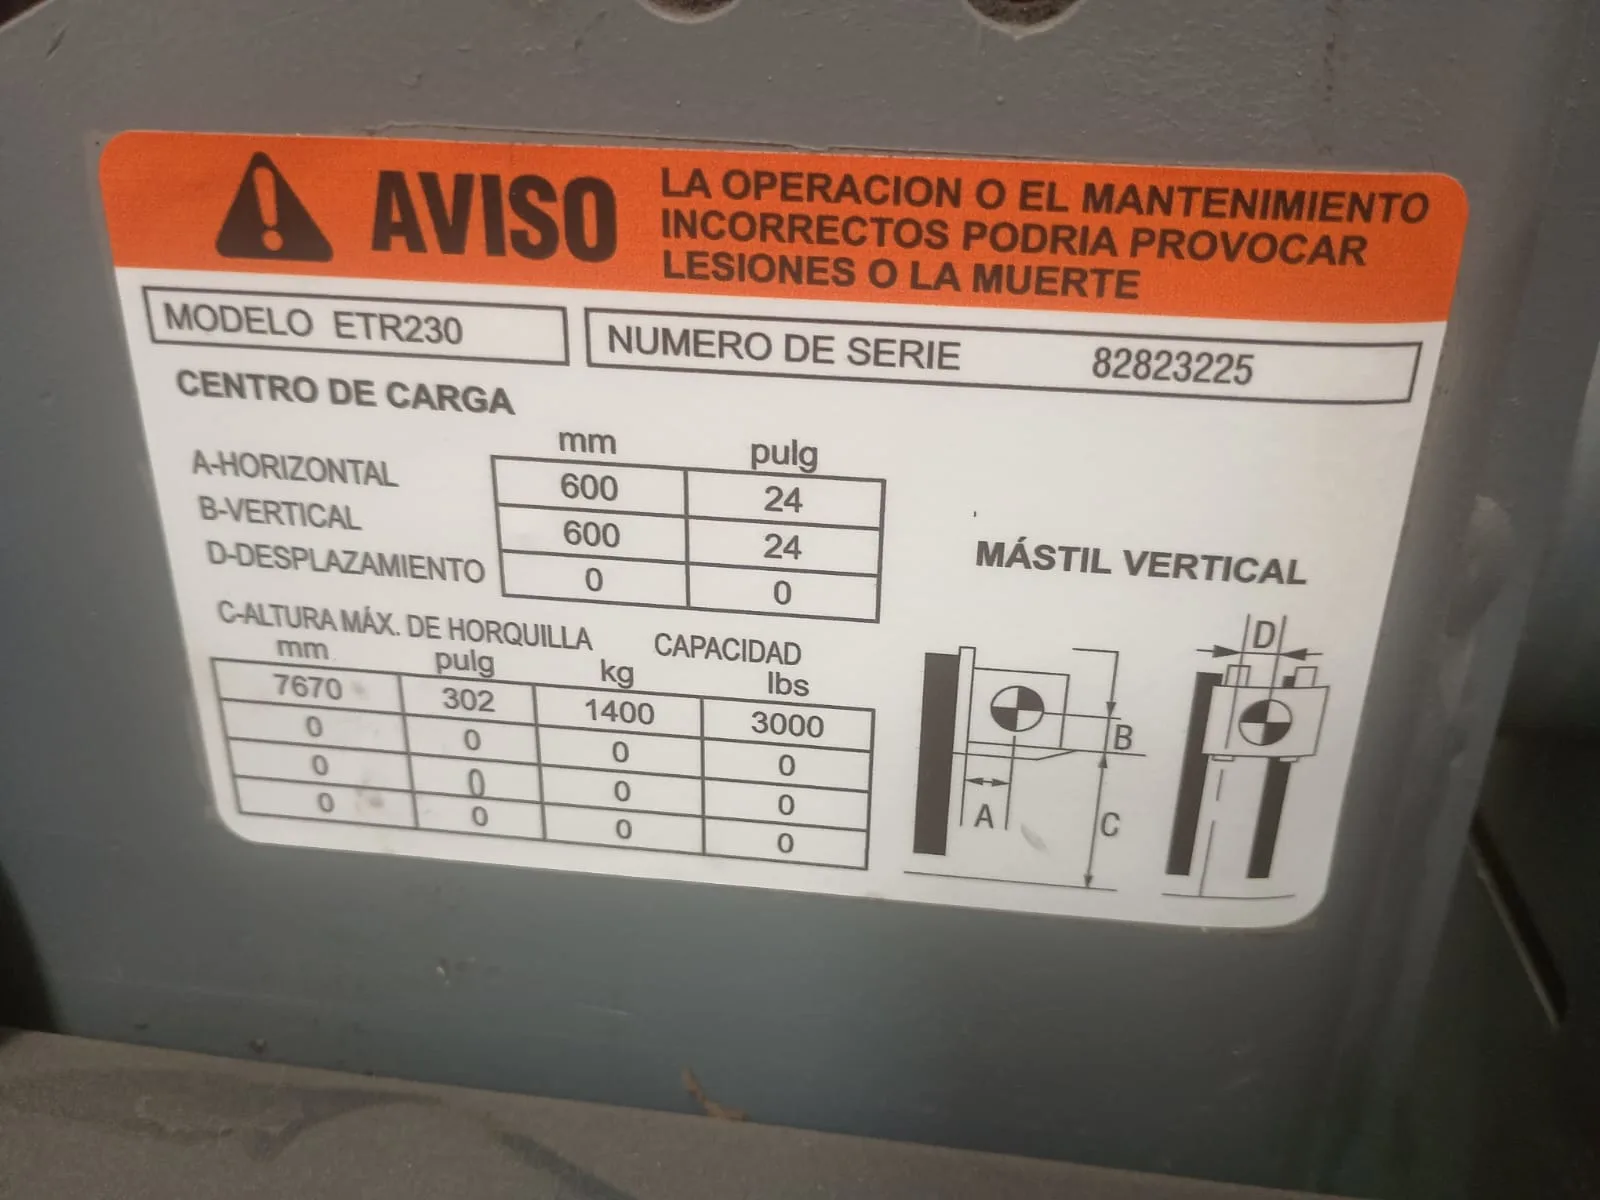 AVISO
LA OPERACION O EL MANTENIMIENTO
INCORRECTOS PODRIA PROVOCAR
LESIONES O LA MUERTE
MODELO ETR230
NUMERO DE SERIE 82823225
CENTRO DE CARGA
mm pulg
A-HORIZONTAL 600 24
B-VERTICAL 600 24
D-DESPLAZAMIENTO 0 0
C-ALTURA MÁX. DE HORQUILLA CAPACIDAD
mm pulg kg lbs
7670 302 1400 3000
0 0 0 0
0 0 0 0
0 0 0 0
MÁSTIL VERTICAL
D
B
A
C